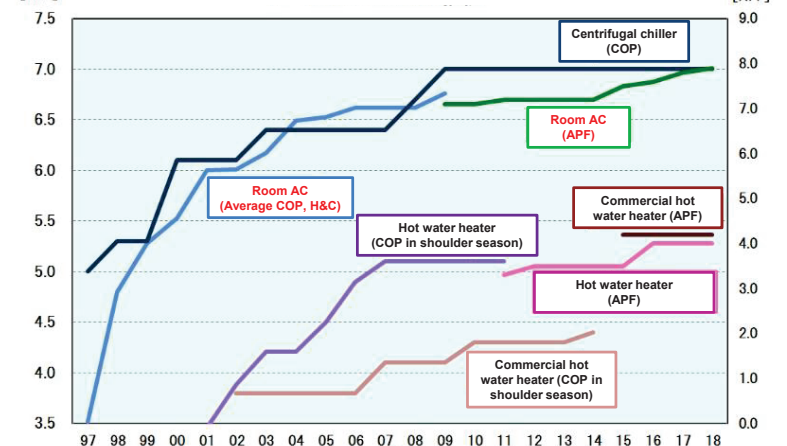 7.5
7.0
6.5
6.0
5.5
5.0
4.5
4.0
3.5
9.0
8.0
7.0
6.0
5.0
4.0
3.0
2.0
1.0
0.0
Centrifugal chiller
(COP)
Room AC
(APF)
Room AC
(Average COP, H&C)
Commercial hot
water heater (APF)
Hot water heater
(COP in shoulder season)
Hot water heater
(APF)
Commercial hot
water heater (COP in
shoulder season)
97 98 99 00 01 02 03 04 05 06 07 08 09 10 11 12 13 14 15 16 17 18